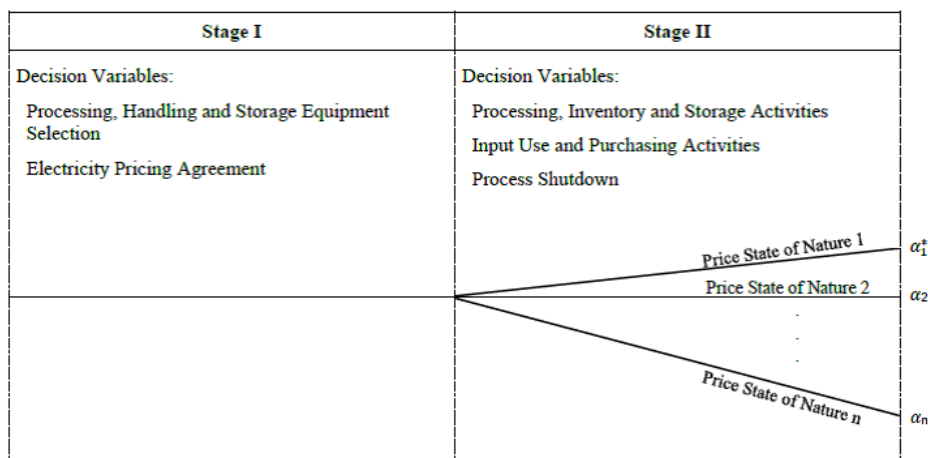 Stage I
Stage II
Decision Variables:
Processing, Handling and Storage Equipment
Selection
Electricity Pricing Agreement
Decision Variables:
Processing, Inventory and Storage Activities
Input Use and Purchasing Activities
Process Shutdown
Price State of Nature 1
α₁*
Price State of Nature 2
α₂
Price State of Nature n
αₙ